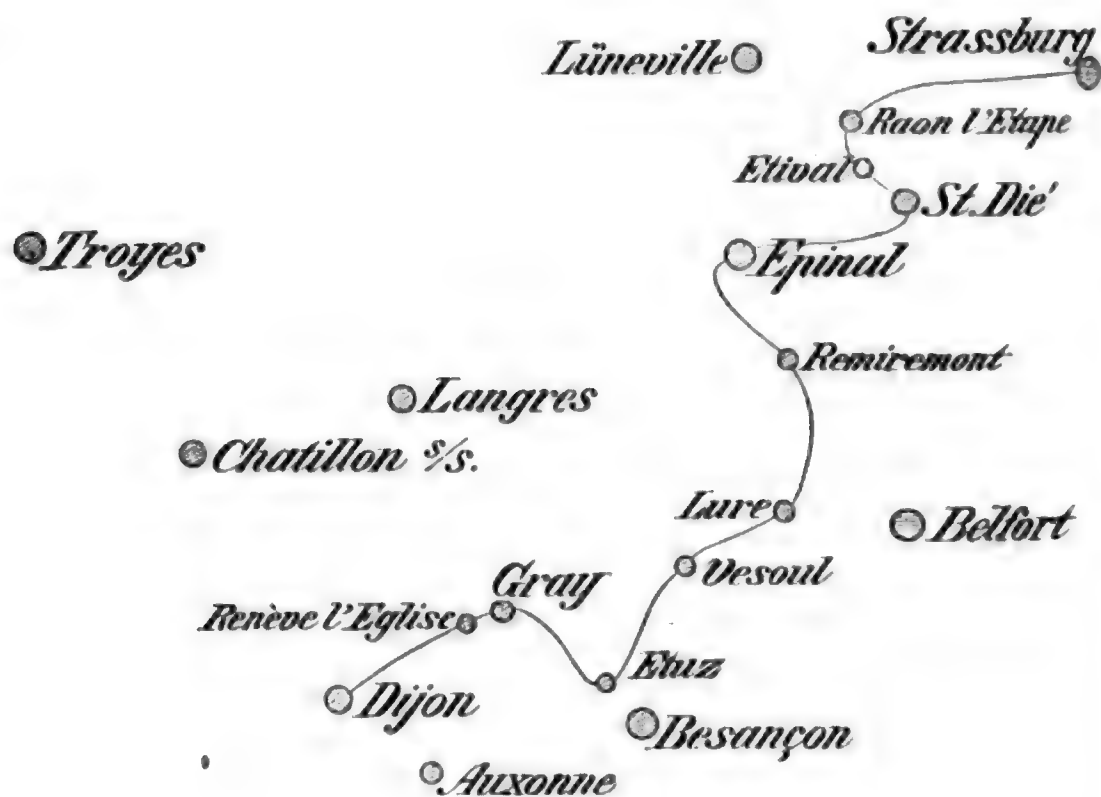 Strassburg
Lüneville
Raon l'Etape
Etival
St. Die'
Troyes
Epinal
Remiremont
Langres
Chatillon s/s.
Lure
Belfort
Vesoul
Gray
Renève l'Eglise
Etuz
Dijon
Besançon
Auxonne